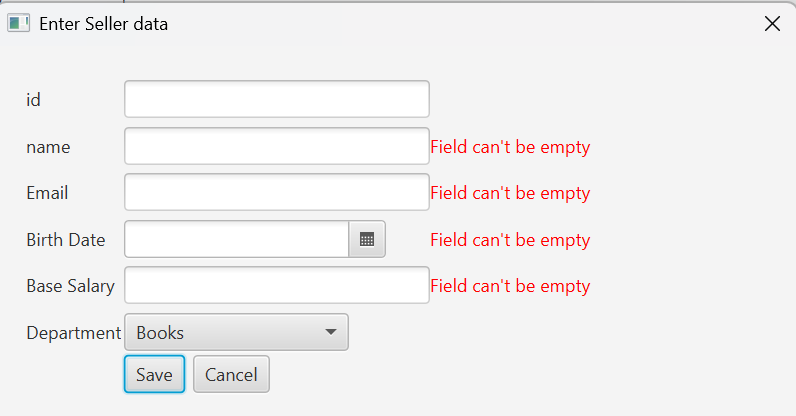 Enter Seller data
id
name Field can't be empty
Email Field can't be empty
Birth Date Field can't be empty
Base Salary Field can't be empty
Department Books
Save Cancel